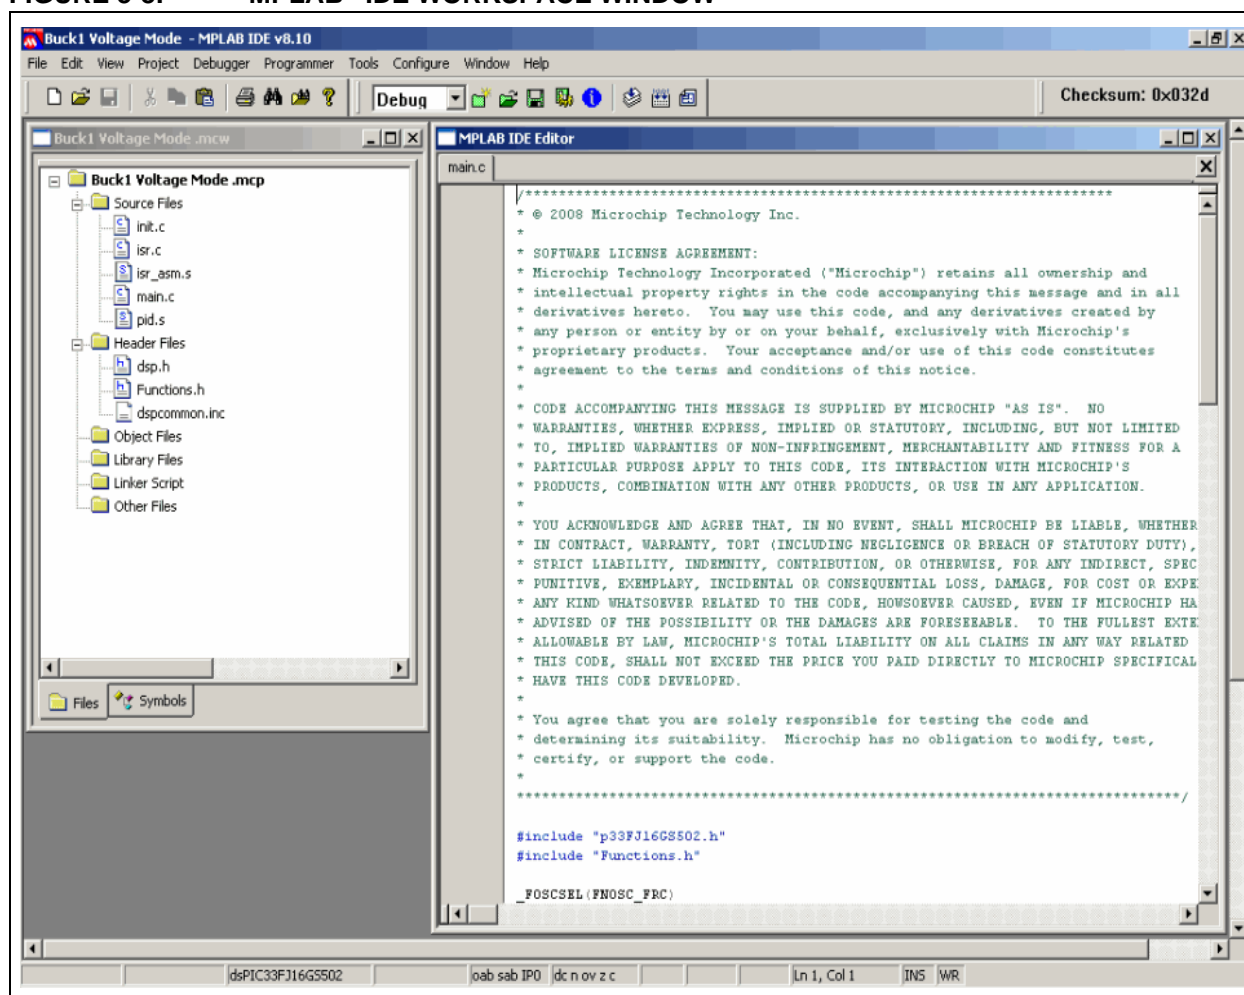 FIGURE 3-3: MPLAB IDE WORKSPACE WINDOW
Buck1 Voltage Mode - MPLAB IDE v8.10
File Edit View Project Debugger Programmer Tools Configure Window Help
Debug
Checksum: 0x032d
Buck1 Voltage Mode .mcw
Buck1 Voltage Mode .mcp
Source Files
init.c
isr.c
isr_asm.s
main.c
pid.s
Header Files
dsp.h
Functions.h
dspcommon.inc
Object Files
Library Files
Linker Script
Other Files
Files Symbols
MPLAB IDE Editor
main.c
/**********************************************************************
* © 2008 Microchip Technology Inc.
*
* SOFTWARE LICENSE AGREEMENT:
* Microchip Technology Incorporated ("Microchip") retains all ownership and
* intellectual property rights in the code accompanying this message and in all
* derivatives hereto.  You may use this code, and any derivatives created by
* any person or entity by or on your behalf, exclusively with Microchip's
* proprietary products.  Your acceptance and/or use of this code constitutes
* agreement to the terms and conditions of this notice.
*
* CODE ACCOMPANYING THIS MESSAGE IS SUPPLIED BY MICROCHIP "AS IS".  NO
* WARRANTIES, WHETHER EXPRESS, IMPLIED OR STATUTORY, INCLUDING, BUT NOT LIMITED
* TO, IMPLIED WARRANTIES OF NON-INFRINGEMENT, MERCHANTABILITY AND FITNESS FOR A
* PARTICULAR PURPOSE APPLY TO THIS CODE, ITS INTERACTION WITH MICROCHIP'S
* PRODUCTS, COMBINATION WITH ANY OTHER PRODUCTS, OR USE IN ANY APPLICATION.
*
* YOU ACKNOWLEDGE AND AGREE THAT, IN NO EVENT, SHALL MICROCHIP BE LIABLE, WHETHER
* IN CONTRACT, WARRANTY, TORT (INCLUDING NEGLIGENCE OR BREACH OF STATUTORY DUTY),
* STRICT LIABILITY, INDEMNITY, CONTRIBUTION, OR OTHERWISE, FOR ANY INDIRECT, SPEC
* PUNITIVE, EXEMPLARY, INCIDENTAL OR CONSEQUENTIAL LOSS, DAMAGE, FOR COST OR EXPE
* ANY KIND WHATSOEVER RELATED TO THE CODE, HOWSOEVER CAUSED, EVEN IF MICROCHIP HA
* ADVISED OF THE POSSIBILITY OR THE DAMAGES ARE FORESEEABLE.  TO THE FULLEST EXTE
* ALLOWABLE BY LAW, MICROCHIP'S TOTAL LIABILITY ON ALL CLAIMS IN ANY WAY RELATED
* THIS CODE, SHALL NOT EXCEED THE PRICE YOU PAID DIRECTLY TO MICROCHIP SPECIFICAL
* HAVE THIS CODE DEVELOPED.
*
* You agree that you are solely responsible for testing the code and
* determining its suitability.  Microchip has no obligation to modify, test,
* certify, or support the code.
*
*******************************************************************************/
#include "p33FJ16GS502.h"
#include "Functions.h"
_FOSCSEL(FNOSC_FRC)
dsPIC33FJ16GS502 oab sab IP0 dc n ov z c Ln 1, Col 1 INS WR